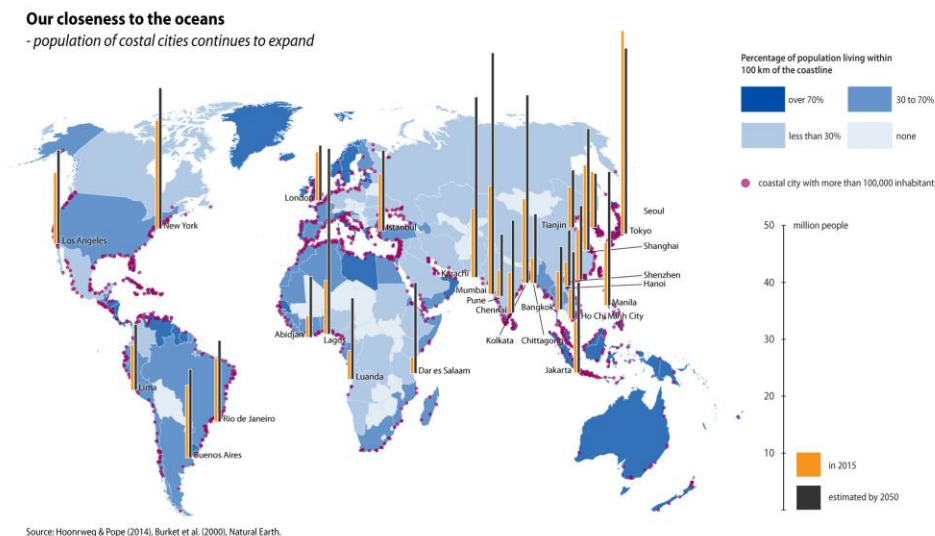 Our closeness to the oceans
- population of costal cities continues to expand
Percentage of population living within
100 km of the coastline
over 70%
30 to 70%
less than 30%
none
coastal city with more than 100,000 inhabitant
London
New York
Los Angeles
Istanbul
Tianjin
Seoul
Tokyo
Shanghai
Karachi
Mumbai
Pune
Chennai
Bangkok
Shenzhen
Hanoi
Manila
Ho Chi Minh City
Kolkata
Chittagong
Abidjan
Lagos
Luanda
Dar es Salaam
Jakarta
Lima
Rio de Janeiro
Buenos Aires
50 million people
40
30
20
10
in 2015
estimated by 2050
Source: Hoonrweg & Pope (2014), Burket et al. (2000), Natural Earth.